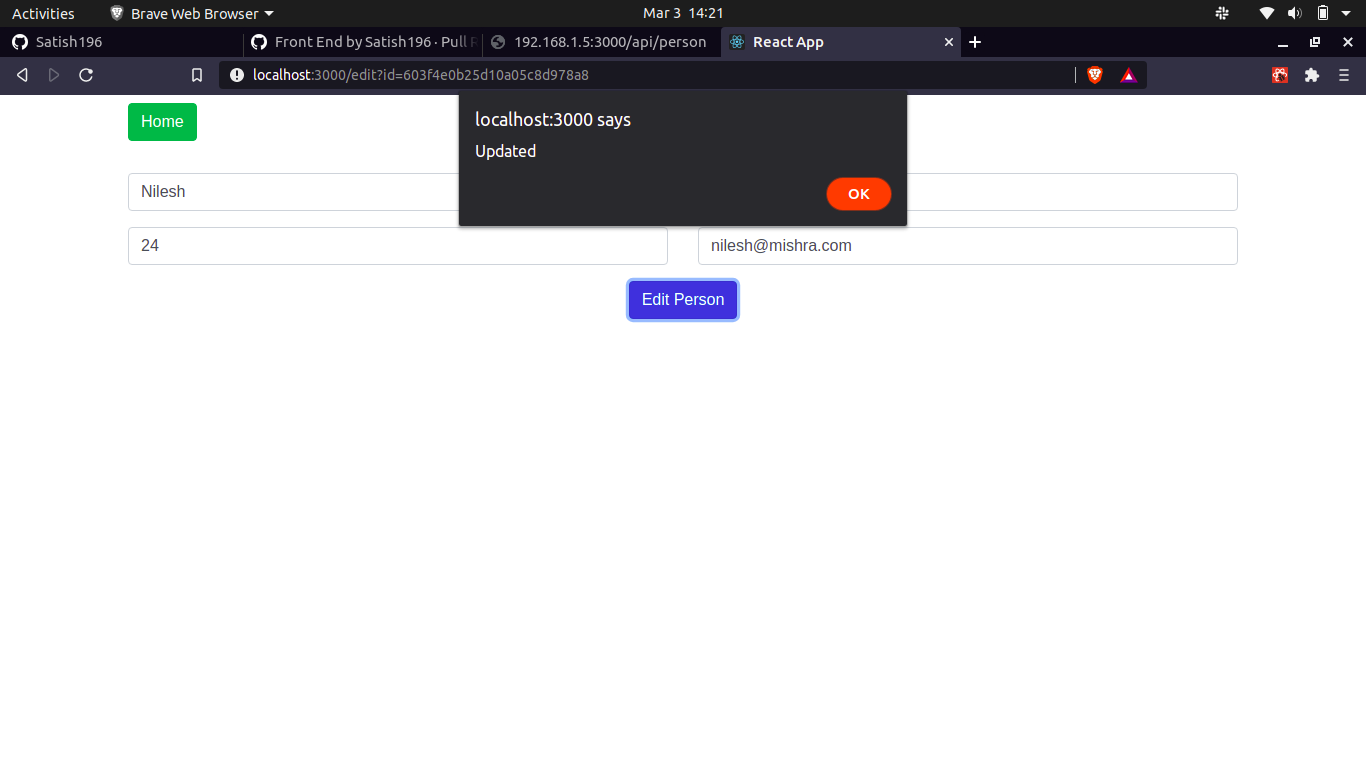 Activities Brave Web Browser Mar 3 14:21
Satish196 Front End by Satish196 · Pull R 192.168.1.5:3000/api/person React App
localhost:3000/edit?id=603f4e0b25d10a05c8d978a8
localhost:3000 says
Updated
OK
Home
Nilesh
24 nilesh@mishra.com
Edit Person